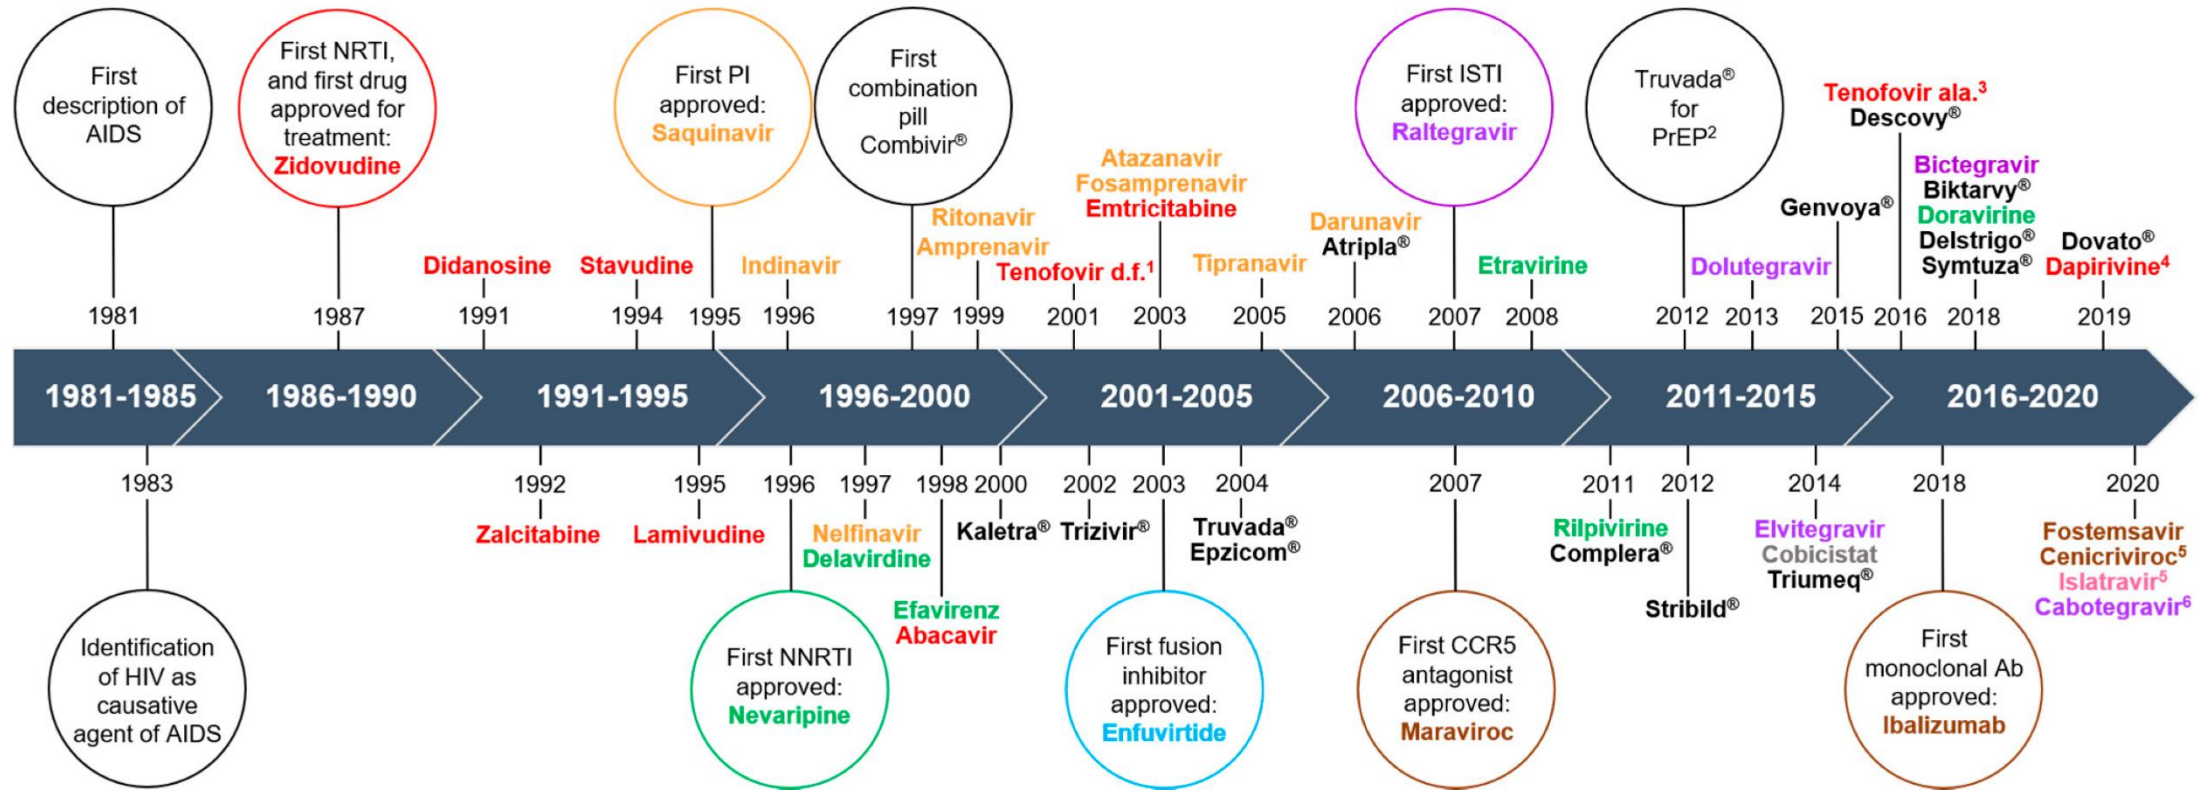 First
description of
AIDS
First NRTI,
and first drug
approved for
treatment:
Zidovudine
First PI
approved:
Saquinavir
First
combination
pill
Combivir®
First ISTI
approved:
Raltegravir
Truvada®
for
PrEP²
Tenofovir ala.³
Descovy®
Atazanavir
Fosamprenavir
Emtricitabine
Bictegravir
Biktarvy®
Doravirine
Delstrigo®
Symtuza®
Genvoya®
Ritonavir
Amprenavir
Darunavir
Atripla®
Dovato®
Dapirivine⁴
Didanosine
Stavudine
Indinavir
Tenofovir d.f.¹
Tipranavir
Etravirine
Dolutegravir
1981
1987
1991
1994
1995
1996
1997
1999
2001
2003
2005
2006
2007
2008
2012
2013
2015
2016
2018
2019
1981-1985
1986-1990
1991-1995
1996-2000
2001-2005
2006-2010
2011-2015
2016-2020
1983
1992
1995
1996
1997
1998
2000
2002
2003
2004
2007
2011
2012
2014
2018
2020
Zalcitabine
Lamivudine
Nelfinavir
Delavirdine
Kaletra®
Trizivir®
Truvada®
Epzicom®
Rilpivirine
Complera®
Elvitegravir
Cobicistat
Triumeq®
Fostemsavir
Cenicriviroc⁵
Islatravir⁵
Cabotegravir⁶
Efavirenz
Abacavir
Stribild®
Identification
of HIV as
causative
agent of AIDS
First NNRTI
approved:
Nevaripine
First fusion
inhibitor
approved:
Enfuvirtide
First CCR5
antagonist
approved:
Maraviroc
First
monoclonal Ab
approved:
Ibalizumab